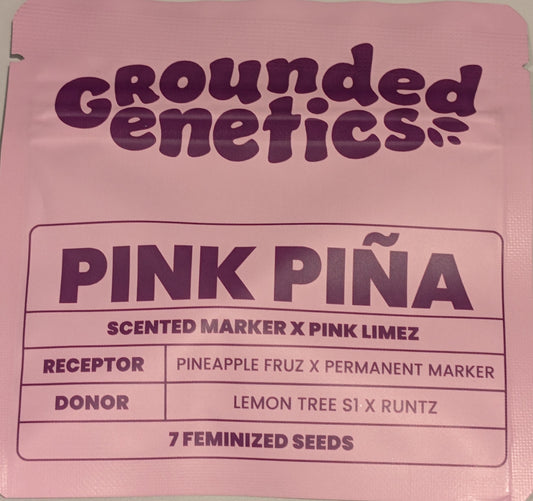 GROUNDED
GENETICS
PINK PIÑA
SCENTED MARKER X PINK LIMEZ
RECEPTOR PINEAPPLE FRUZ X PERMANENT MARKER
DONOR LEMON TREE S1 X RUNTZ
7 FEMINIZED SEEDS